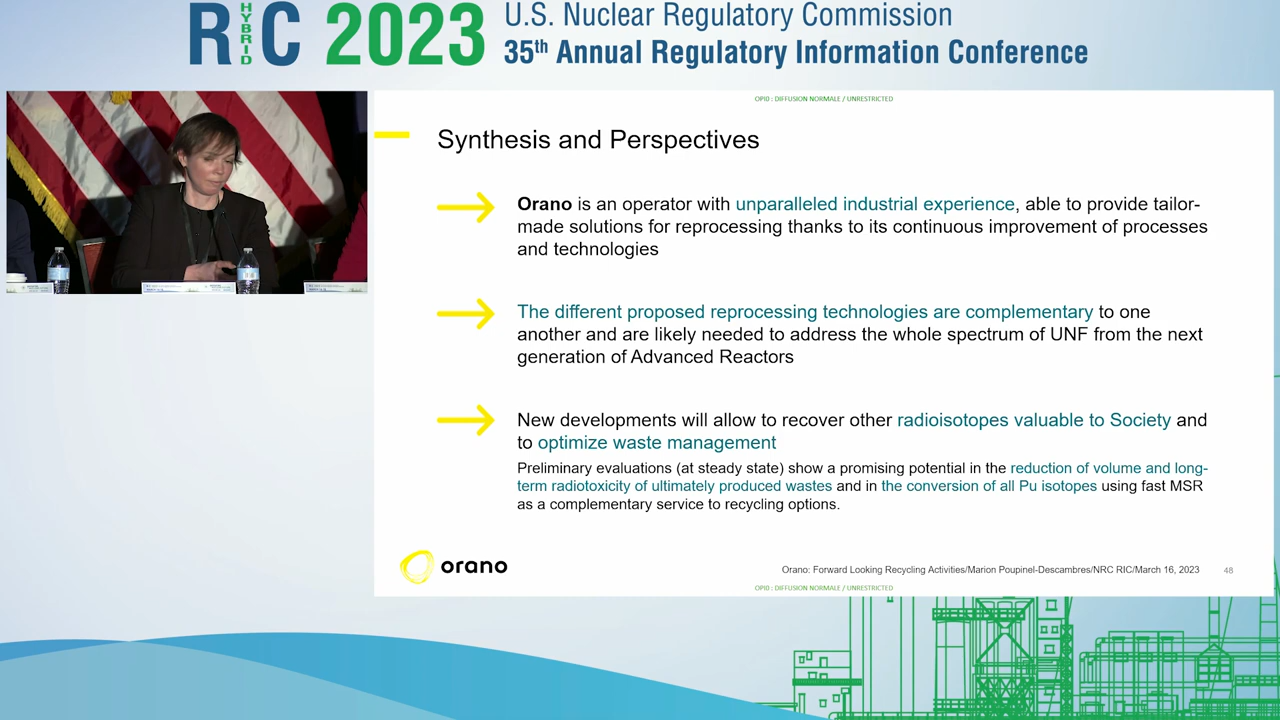 RIC 2023
HYBRID
U.S. Nuclear Regulatory Commission
35th Annual Regulatory Information Conference
OPI0 : DIFFUSION NORMALE / UNRESTRICTED
Synthesis and Perspectives
Orano is an operator with unparalleled industrial experience, able to provide tailor-
made solutions for reprocessing thanks to its continuous improvement of processes
and technologies
The different proposed reprocessing technologies are complementary to one
another and are likely needed to address the whole spectrum of UNF from the next
generation of Advanced Reactors
New developments will allow to recover other radioisotopes valuable to Society and
to optimize waste management
Preliminary evaluations (at steady state) show a promising potential in the reduction of volume and long-
term radiotoxicity of ultimately produced wastes and in the conversion of all Pu isotopes using fast MSR
as a complementary service to recycling options.
orano
Orano: Forward Looking Recycling Activities/Marion Poupinel-Descambres/NRC RIC/March 16, 2023
48
OPI0 : DIFFUSION NORMALE / UNRESTRICTED